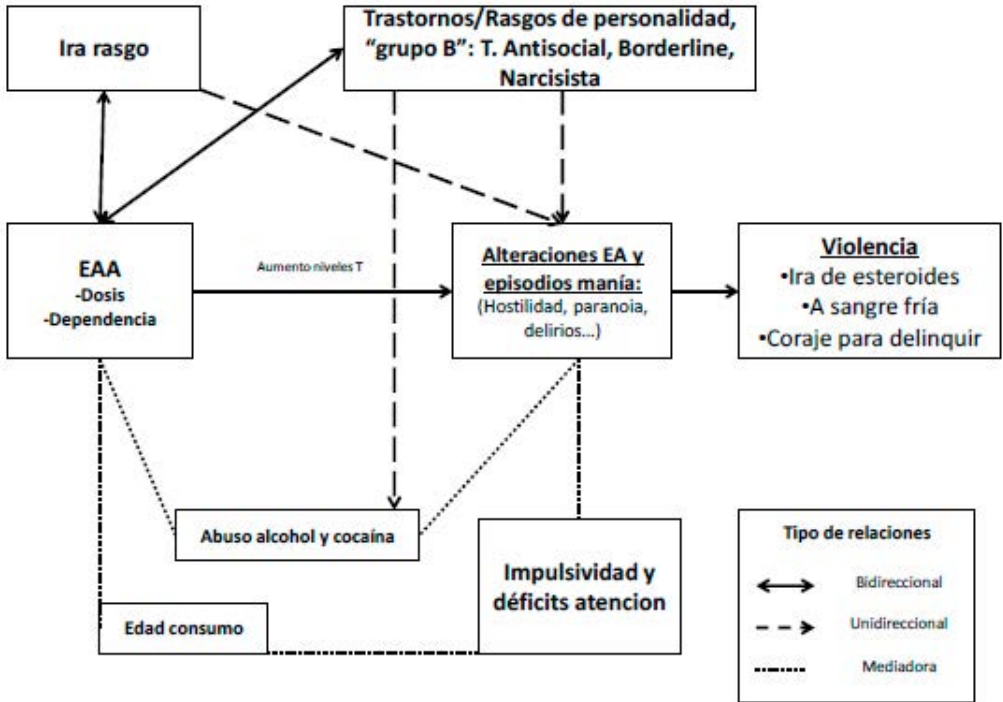 Ira rasgo
Trastornos/Rasgos de personalidad,
“grupo B”: T. Antisocial, Borderline,
Narcisista
EAA
-Dosis
-Dependencia
Aumento niveles T
Alteraciones EA y
episodios manía:
(Hostilidad, paranoia,
delirios...)
Violencia
•Ira de esteroides
•A sangre fría
•Coraje para delinquir
Abuso alcohol y cocaína
Edad consumo
Impulsividad y
déficits atencion
Tipo de relaciones
Bidireccional
Unidireccional
Mediadora